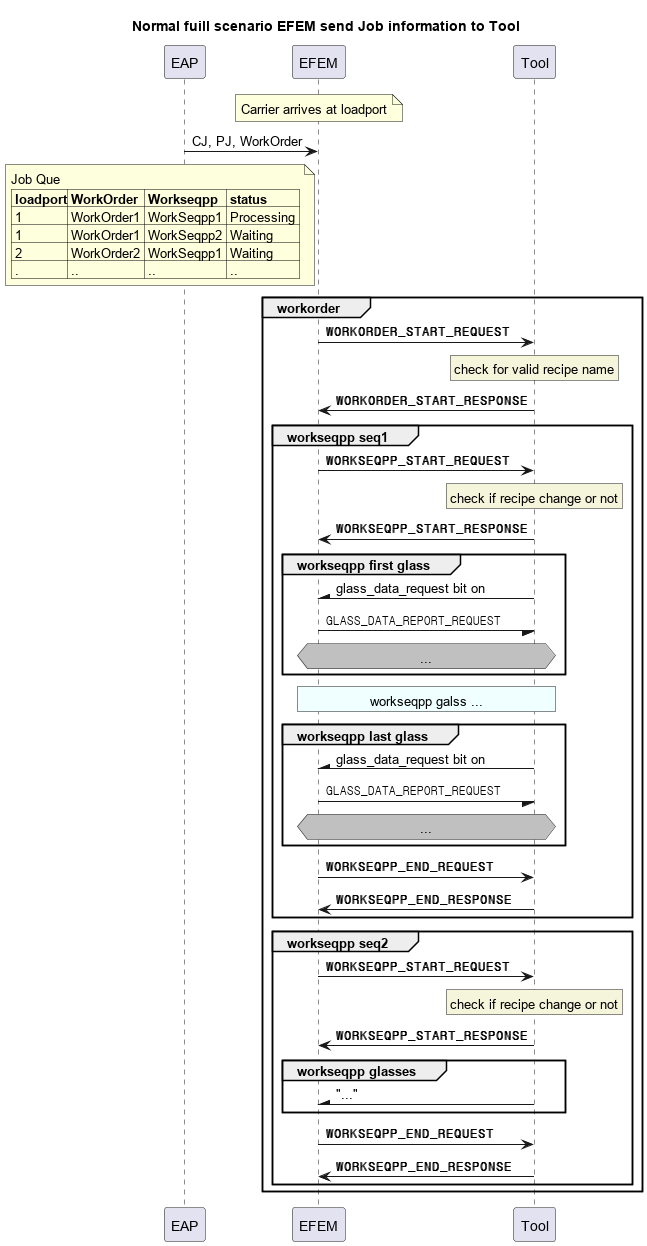 Normal fuill scenario EFEM send Job information to Tool
EAP EFEM Tool
Carrier arrives at loadport
CJ, PJ, WorkOrder
Job Que
loadport WorkOrder Workseqpp status
1 WorkOrder1 WorkSeqpp1 Processing
1 WorkOrder1 WorkSeqpp2 Waiting
2 WorkOrder2 WorkSeqpp1 Waiting
. .. .. ..
workorder
WORKORDER_START_REQUEST
check for valid recipe name
WORKORDER_START_RESPONSE
workseqpp seq1
WORKSEQPP_START_REQUEST
check if recipe change or not
WORKSEQPP_START_RESPONSE
workseqpp first glass
glass_data_request bit on
GLASS_DATA_REPORT_REQUEST
...
workseqpp galss ...
workseqpp last glass
glass_data_request bit on
GLASS_DATA_REPORT_REQUEST
...
WORKSEQPP_END_REQUEST
WORKSEQPP_END_RESPONSE
workseqpp seq2
WORKSEQPP_START_REQUEST
check if recipe change or not
WORKSEQPP_START_RESPONSE
workseqpp glasses
"..."
WORKSEQPP_END_REQUEST
WORKSEQPP_END_RESPONSE
EAP EFEM Tool